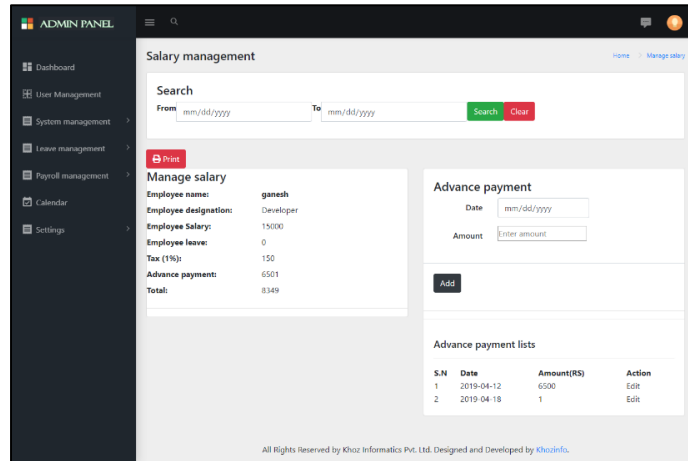 ADMIN PANEL
Dashboard
User Management
System management
Leave management
Payroll management
Calendar
Settings
Salary management
Home > Manage salary
Search
From mm/dd/yyyy To mm/dd/yyyy Search Clear
Print
Manage salary
Employee name: ganesh
Employee designation: Developer
Employee Salary: 15000
Employee leave: 0
Tax (1%): 150
Advance payment: 6501
Total: 8349
Advance payment
Date mm/dd/yyyy
Amount Enter amount
Add
Advance payment lists
S.N Date Amount(RS) Action
1 2019-04-12 6500 Edit
2 2019-04-18 1 Edit
All Rights Reserved by Khoz Informatics Pvt. Ltd. Designed and Developed by Khozinfo.